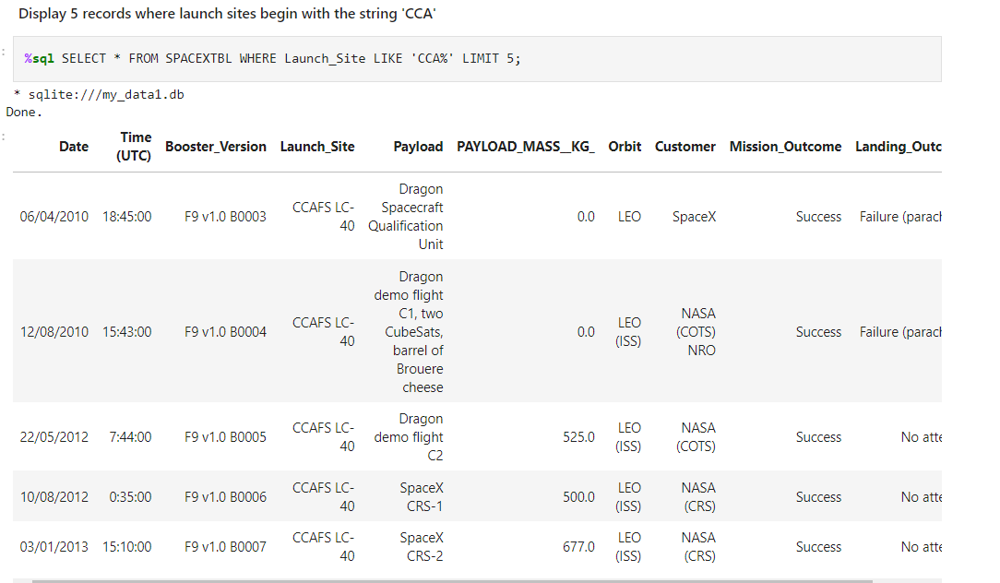 Display 5 records where launch sites begin with the string 'CCA'
%sql SELECT * FROM SPACEXTBL WHERE Launch_Site LIKE 'CCA%' LIMIT 5;
* sqlite:///my_data1.db
Done.
Date Time (UTC) Booster_Version Launch_Site Payload PAYLOAD_MASS__KG_ Orbit Customer Mission_Outcome Landing_Outc
06/04/2010 18:45:00 F9 v1.0 B0003 CCAFS LC-40 Dragon Spacecraft Qualification Unit 0.0 LEO SpaceX Success Failure (parach
12/08/2010 15:43:00 F9 v1.0 B0004 CCAFS LC-40 Dragon demo flight C1, two CubeSats, barrel of Brouere cheese 0.0 LEO (ISS) NASA (COTS) NRO Success Failure (parach
22/05/2012 7:44:00 F9 v1.0 B0005 CCAFS LC-40 Dragon demo flight C2 525.0 LEO (ISS) NASA (COTS) Success No atte
10/08/2012 0:35:00 F9 v1.0 B0006 CCAFS LC-40 SpaceX CRS-1 500.0 LEO (ISS) NASA (CRS) Success No atte
03/01/2013 15:10:00 F9 v1.0 B0007 CCAFS LC-40 SpaceX CRS-2 677.0 LEO (ISS) NASA (CRS) Success No atte